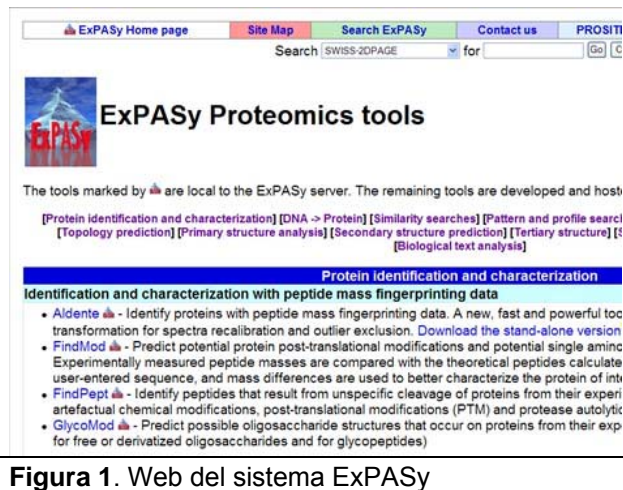 ExPASy Home page Site Map Search ExPASy Contact us PROSIT
Search SWISS-2DPAGE for Go
ExPASy
ExPASy Proteomics tools
The tools marked by are local to the ExPASy server. The remaining tools are developed and hoste
[Protein identification and characterization] [DNA -> Protein] [Similarity searches] [Pattern and profile searc
[Topology prediction] [Primary structure analysis] [Secondary structure prediction] [Tertiary structure] [S
[Biological text analysis]
Protein identification and characterization
Identification and characterization with peptide mass fingerprinting data
• Aldente - Identify proteins with peptide mass fingerprinting data. A new, fast and powerful too
transformation for spectra recalibration and outlier exclusion. Download the stand-alone version
• FindMod - Predict potential protein post-translational modifications and potential single amino
Experimentally measured peptide masses are compared with the theoretical peptides calculate
user-entered sequence, and mass differences are used to better characterize the protein of inte
• FindPept - Identify peptides that result from unspecific cleavage of proteins from their experi
artefactual chemical modifications, post-translational modifications (PTM) and protease autolytic
• GlycoMod - Predict possible oligosaccharide structures that occur on proteins from their expe
for free or derivatized oligosaccharides and for glycopeptides)
Figura 1. Web del sistema ExPASy